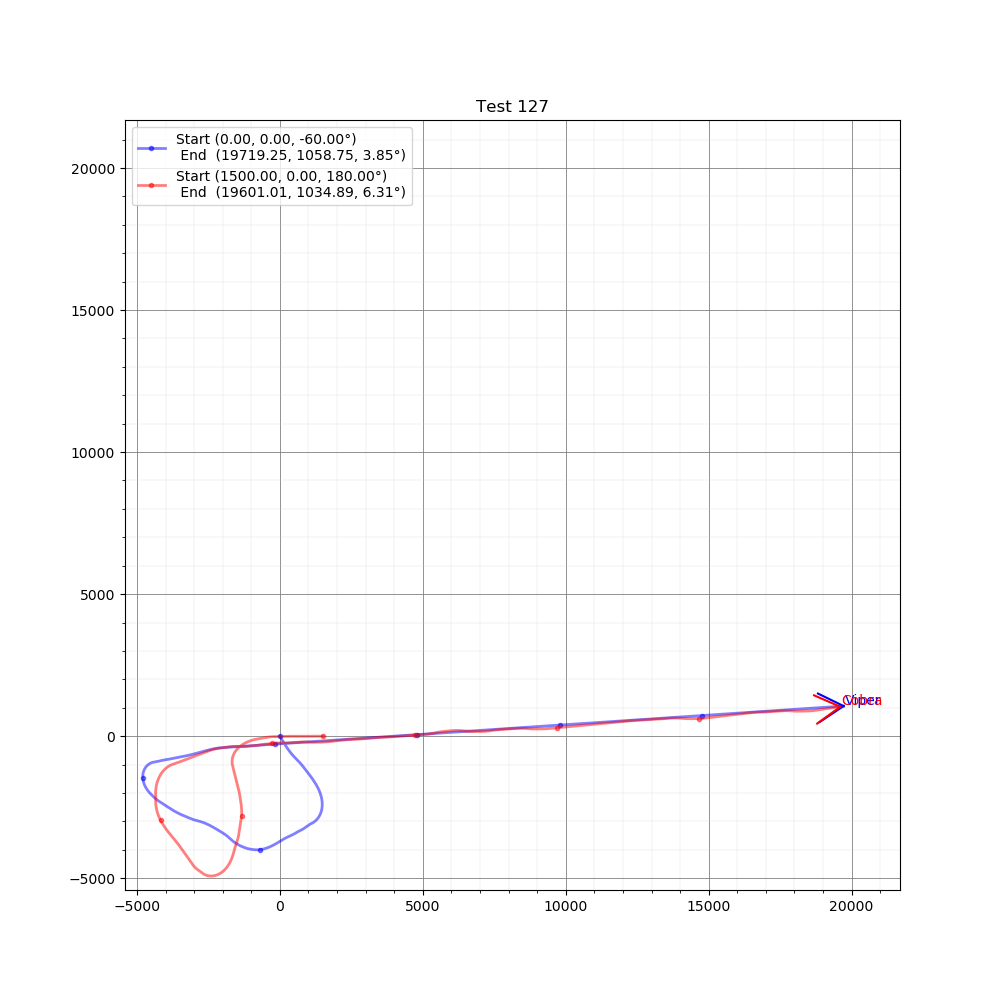 Test 127
Start (0.00, 0.00, -60.00°)
End  (19719.25, 1058.75, 3.85°)
Start (1500.00, 0.00, 180.00°)
End  (19601.01, 1034.89, 6.31°)
20000
15000
10000
5000
0
−5000
Viper
Cobra
−5000 0 5000 10000 15000 20000